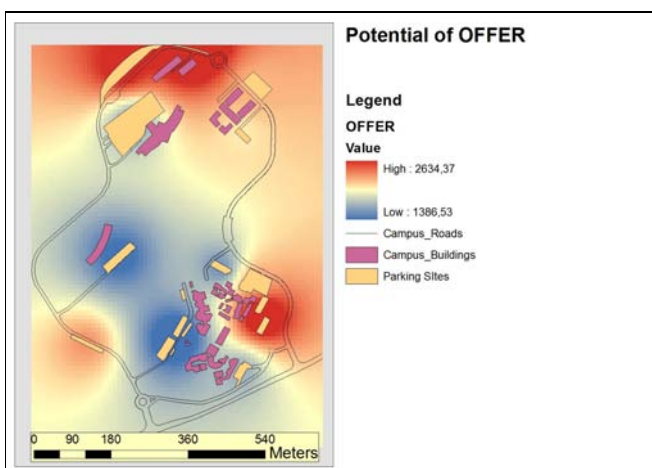 Potential of OFFER
Legend
OFFER
Value
High : 2634,37
Low : 1386,53
Campus_Roads
Campus_Buildings
Parking SItes
0 90 180 360 540
Meters